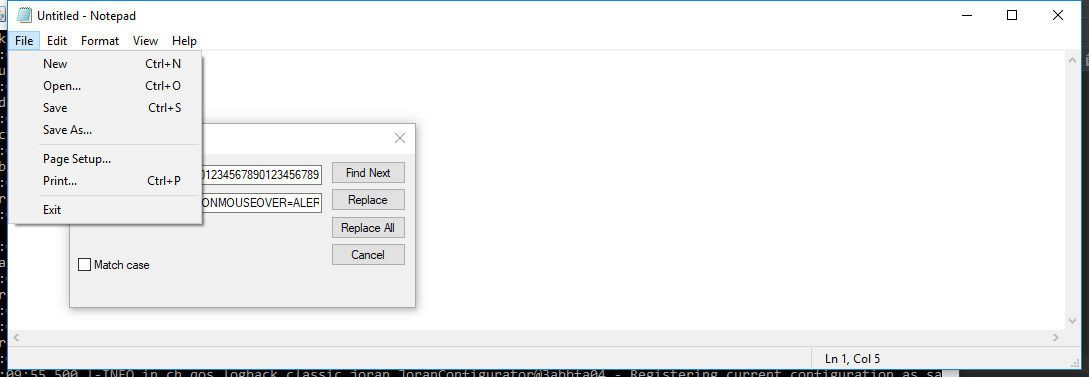 Untitled - Notepad
File Edit Format View Help
New Ctrl+N
Open... Ctrl+O
Save Ctrl+S
Save As...
Page Setup...
Print... Ctrl+P
Exit
01234567890123456789 Find Next
ONMOUSEOVER=ALER Replace
Replace All
Cancel
Match case
Ln 1, Col 5
:09:55,500 |-INFO in ch.qos.logback.classic.joran.JoranConfigurator@3abbfa04 - Registering current configuration as sa